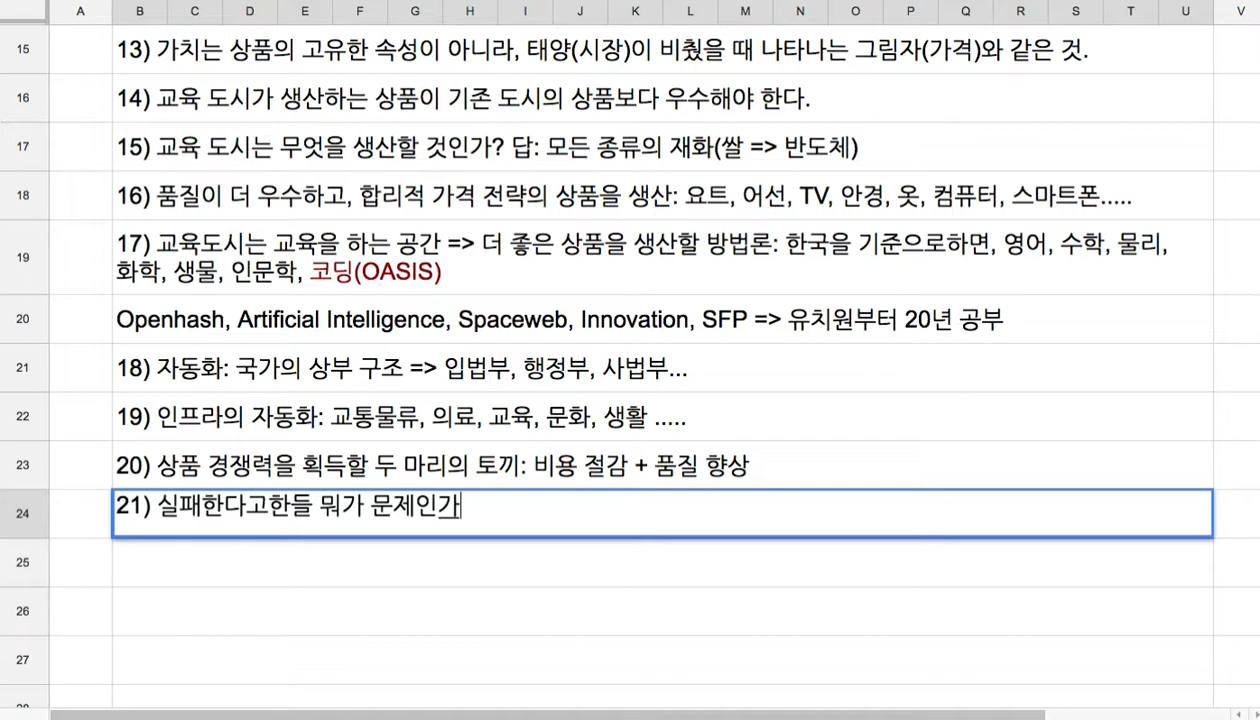 A B C D E F G H I J K L M N O P Q R S T U V
15 13) 가치는 상품의 고유한 속성이 아니라, 태양(시장)이 비췄을 때 나타나는 그림자(가격)와 같은 것.
16 14) 교육 도시가 생산하는 상품이 기존 도시의 상품보다 우수해야 한다.
17 15) 교육 도시는 무엇을 생산할 것인가? 답: 모든 종류의 재화(쌀 => 반도체)
18 16) 품질이 더 우수하고, 합리적 가격 전략의 상품을 생산: 요트, 어선, TV, 안경, 옷, 컴퓨터, 스마트폰.....
19 17) 교육도시는 교육을 하는 공간 => 더 좋은 상품을 생산할 방법론: 한국을 기준으로하면, 영어, 수학, 물리,
화학, 생물, 인문학, 코딩(OASIS)
20 Openhash, Artificial Intelligence, Spaceweb, Innovation, SFP => 유치원부터 20년 공부
21 18) 자동화: 국가의 상부 구조 => 입법부, 행정부, 사법부...
22 19) 인프라의 자동화: 교통물류, 의료, 교육, 문화, 생활 .....
23 20) 상품 경쟁력을 획득할 두 마리의 토끼: 비용 절감 + 품질 향상
24 21) 실패한다고한들 뭐가 문제인가
25
26
27